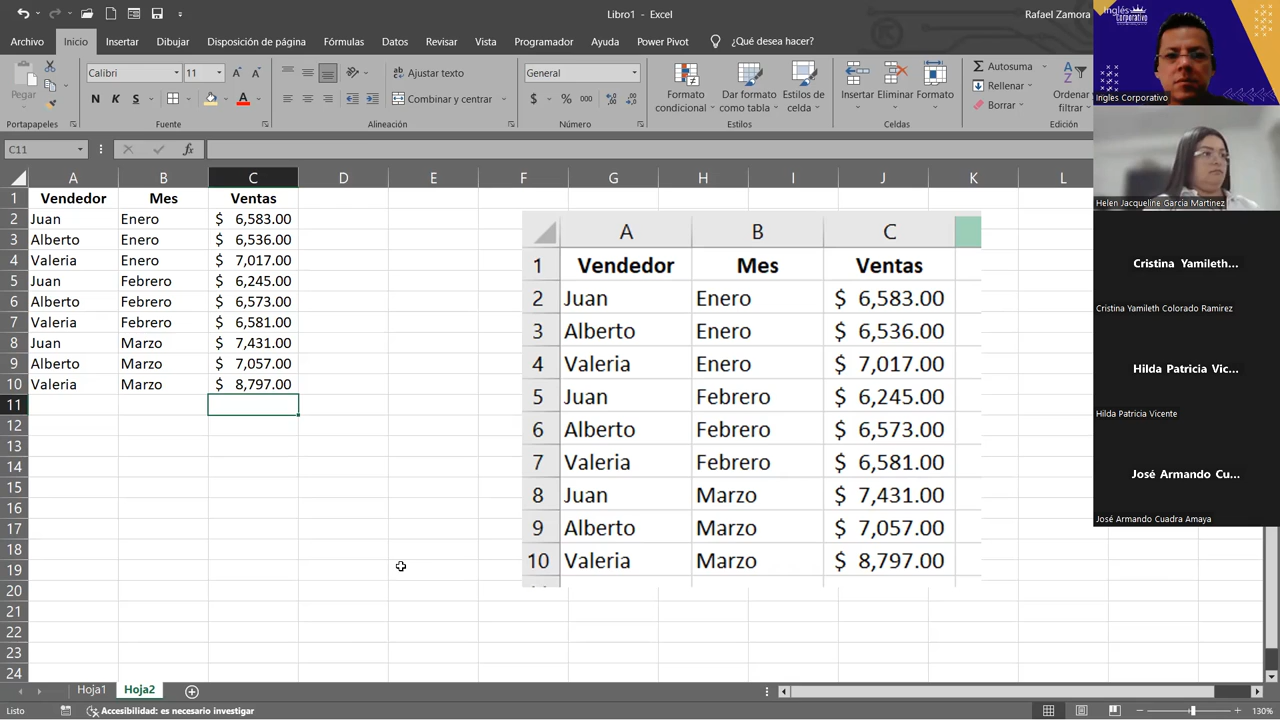 Libro1 - Excel
Rafael Zamora
Archivo Inicio Insertar Dibujar Disposición de página Fórmulas Datos Revisar Vista Programador Ayuda Power Pivot ¿Qué desea hacer?
Pegar
Calibri 11
N K S
Ajustar texto
Combinar y centrar
General
$ % 000
Formato condicional
Dar formato como tabla
Estilos de celda
Insertar Eliminar Formato
Autosuma
Rellenar
Borrar
Ordenar
filtrar
Portapapeles Fuente Alineación Número Estilos Celdas Edición
C11
fx
A B C D E F G H I J K L
1 Vendedor Mes Ventas
2 Juan Enero $ 6,583.00
3 Alberto Enero $ 6,536.00
4 Valeria Enero $ 7,017.00
5 Juan Febrero $ 6,245.00
6 Alberto Febrero $ 6,573.00
7 Valeria Febrero $ 6,581.00
8 Juan Marzo $ 7,431.00
9 Alberto Marzo $ 7,057.00
10 Valeria Marzo $ 8,797.00
11
12
13
14
15
16
17
18
19
20
21
22
23
24
A B C
1 Vendedor Mes Ventas
2 Juan Enero $ 6,583.00
3 Alberto Enero $ 6,536.00
4 Valeria Enero $ 7,017.00
5 Juan Febrero $ 6,245.00
6 Alberto Febrero $ 6,573.00
7 Valeria Febrero $ 6,581.00
8 Juan Marzo $ 7,431.00
9 Alberto Marzo $ 7,057.00
10 Valeria Marzo $ 8,797.00
Inglés
Corporativo
Ingles Corporativo
Helen Jacqueline Garcia Martinez
Cristina Yamileth...
Cristina Yamileth Colorado Ramirez
Hilda Patricia Vic...
Hilda Patricia Vicente
José Armando Cu...
José Armando Cuadra Amaya
Hoja1 Hoja2
Listo
Accesibilidad: es necesario investigar
130%